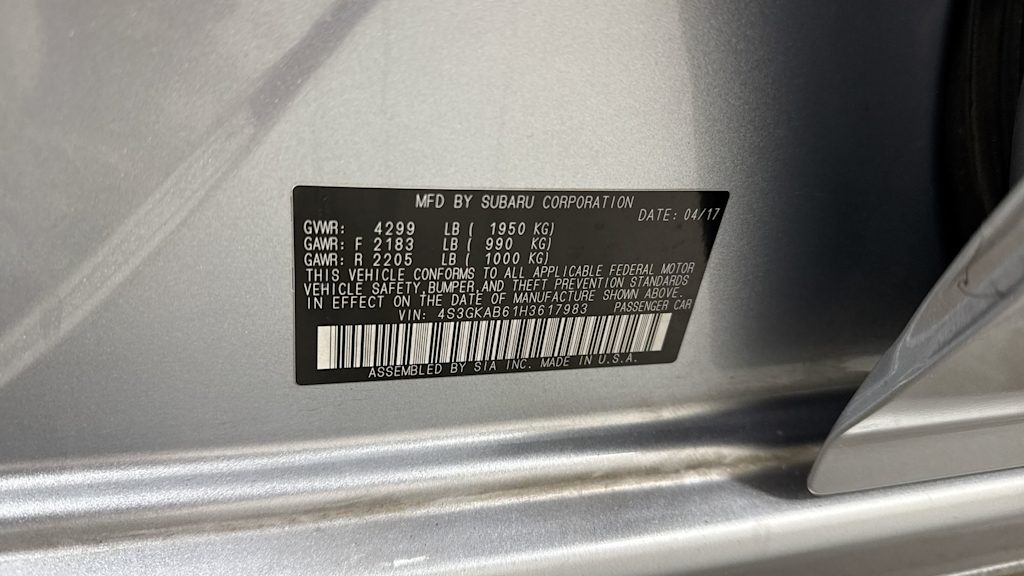 MFD BY SUBARU CORPORATION
DATE: 04/17
GVWR: 4299 LB ( 1950 KG)
GAWR: F 2183 LB ( 990 KG)
GAWR: R 2205 LB ( 1000 KG)
THIS VEHICLE CONFORMS TO ALL APPLICABLE FEDERAL MOTOR
VEHICLE SAFETY, BUMPER, AND THEFT PREVENTION STANDARDS
IN EFFECT ON THE DATE OF MANUFACTURE SHOWN ABOVE.
VIN: 4S3GKAB61H3617983 PASSENGER CAR
ASSEMBLED BY SIA INC. MADE IN U.S.A.